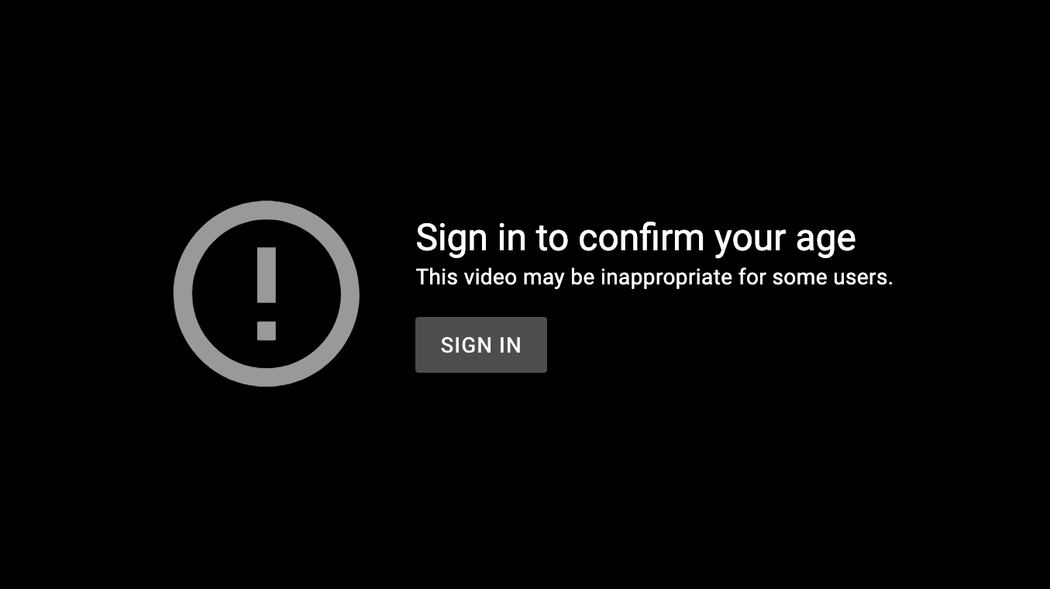 Sign in to confirm your age
This video may be inappropriate for some users.
SIGN IN